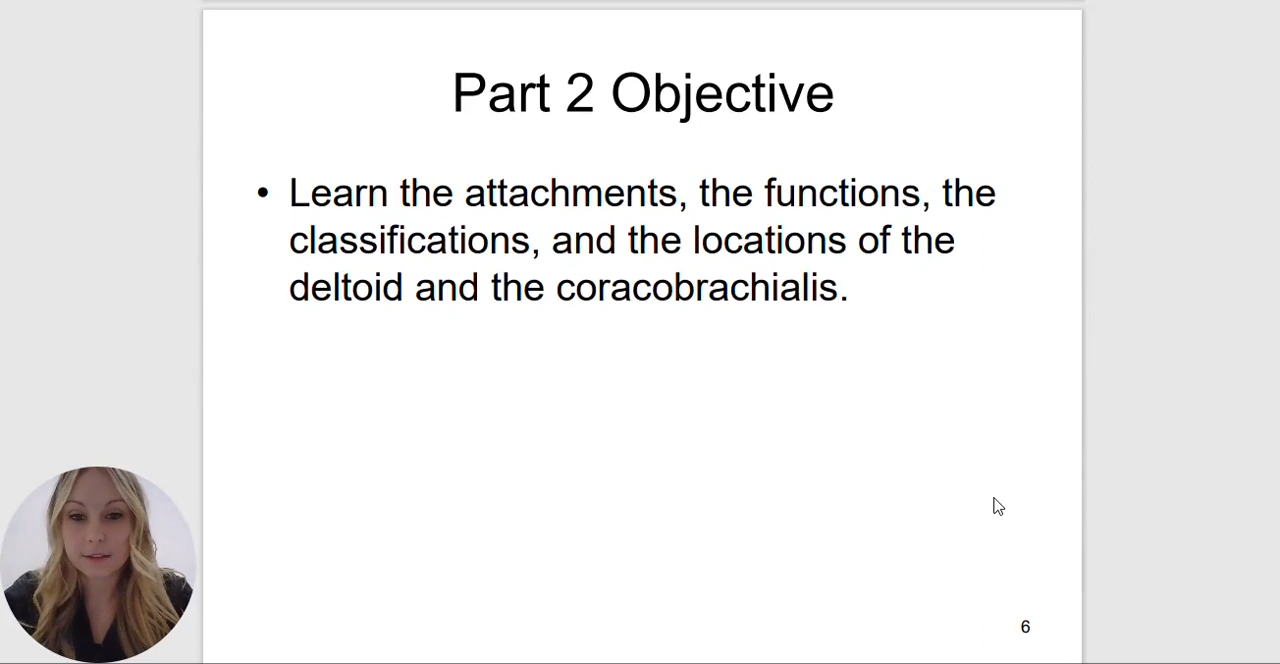 Part 2 Objective
• Learn the attachments, the functions, the
classifications, and the locations of the
deltoid and the coracobrachialis.
6